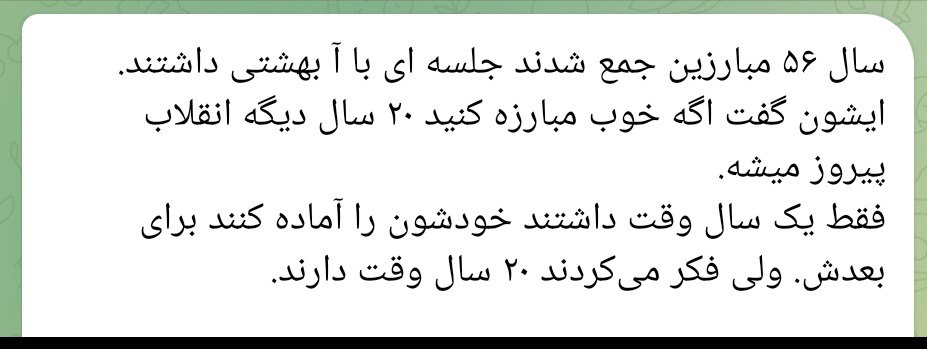 سال ۵۶ مبارزین جمع شدند جلسه ای با آ بهشتی داشتند.
ایشون گفت اگه خوب مبارزه کنید ۲۰ سال دیگه انقلاب
پیروز میشه.
فقط یک سال وقت داشتند خودشون را آماده کنند برای
بعدش. ولی فکر می‌کردند ۲۰ سال وقت دارند.